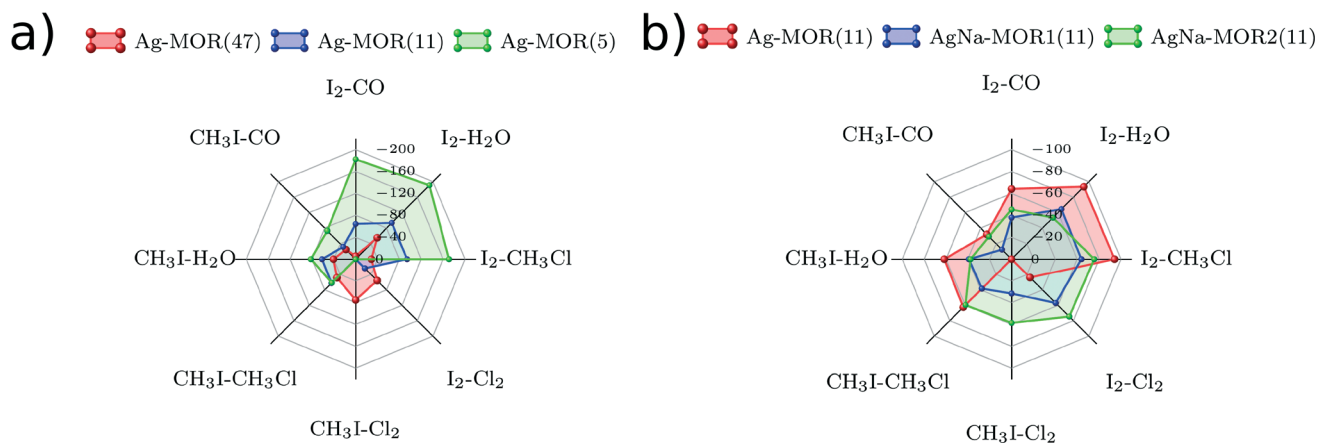 a) Ag-MOR(47) Ag-MOR(11) Ag-MOR(5)
I₂-CO
CH₃I-CO
I₂-H₂O
−200
−160
−120
−80
−40
0
CH₃I-H₂O
I₂-CH₃Cl
CH₃I-CH₃Cl
I₂-Cl₂
CH₃I-Cl₂
b) Ag-MOR(11) AgNa-MOR1(11) AgNa-MOR2(11)
I₂-CO
CH₃I-CO
I₂-H₂O
−100
−80
−60
−40
−20
0
CH₃I-H₂O
I₂-CH₃Cl
CH₃I-CH₃Cl
I₂-Cl₂
CH₃I-Cl₂